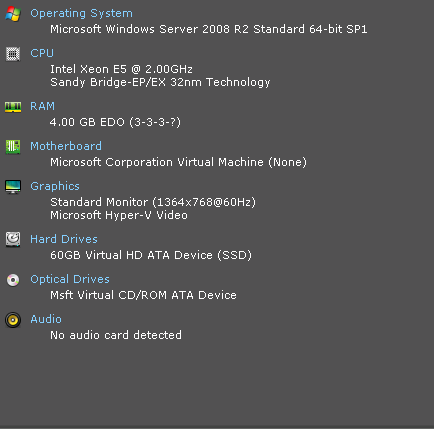 Operating System
Microsoft Windows Server 2008 R2 Standard 64-bit SP1
CPU
Intel Xeon E5 @ 2.00GHz
Sandy Bridge-EP/EX 32nm Technology
RAM
4.00 GB EDO (3-3-3-?)
Motherboard
Microsoft Corporation Virtual Machine (None)
Graphics
Standard Monitor (1364x768@60Hz)
Microsoft Hyper-V Video
Hard Drives
60GB Virtual HD ATA Device (SSD)
Optical Drives
Msft Virtual CD/ROM ATA Device
Audio
No audio card detected